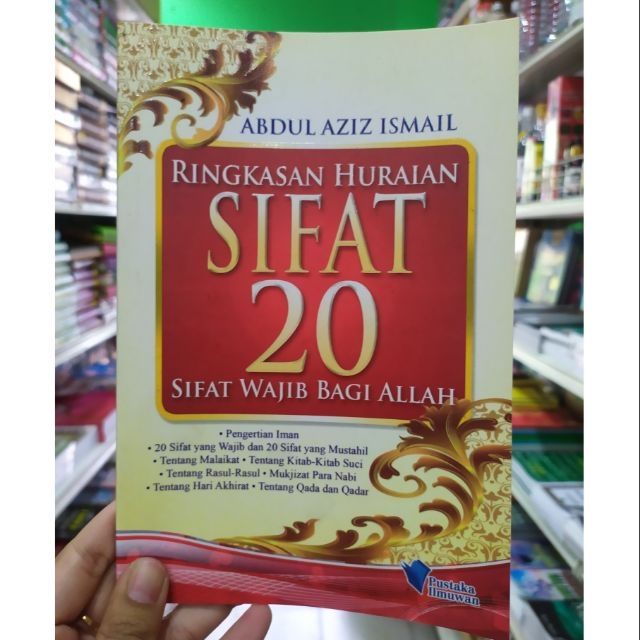 ABDUL AZIZ ISMAIL
RINGKASAN HURAIAN
SIFAT
20
SIFAT WAJIB BAGI ALLAH
• Pengertian Iman
• 20 Sifat yang Wajib dan 20 Sifat yang Mustahil
• Tentang Malaikat • Tentang Kitab-Kitab Suci
• Tentang Rasul-Rasul • Mukjizat Para Nabi
• Tentang Hari Akhirat • Tentang Qada dan Qadar
Pustaka
Ilmuwan